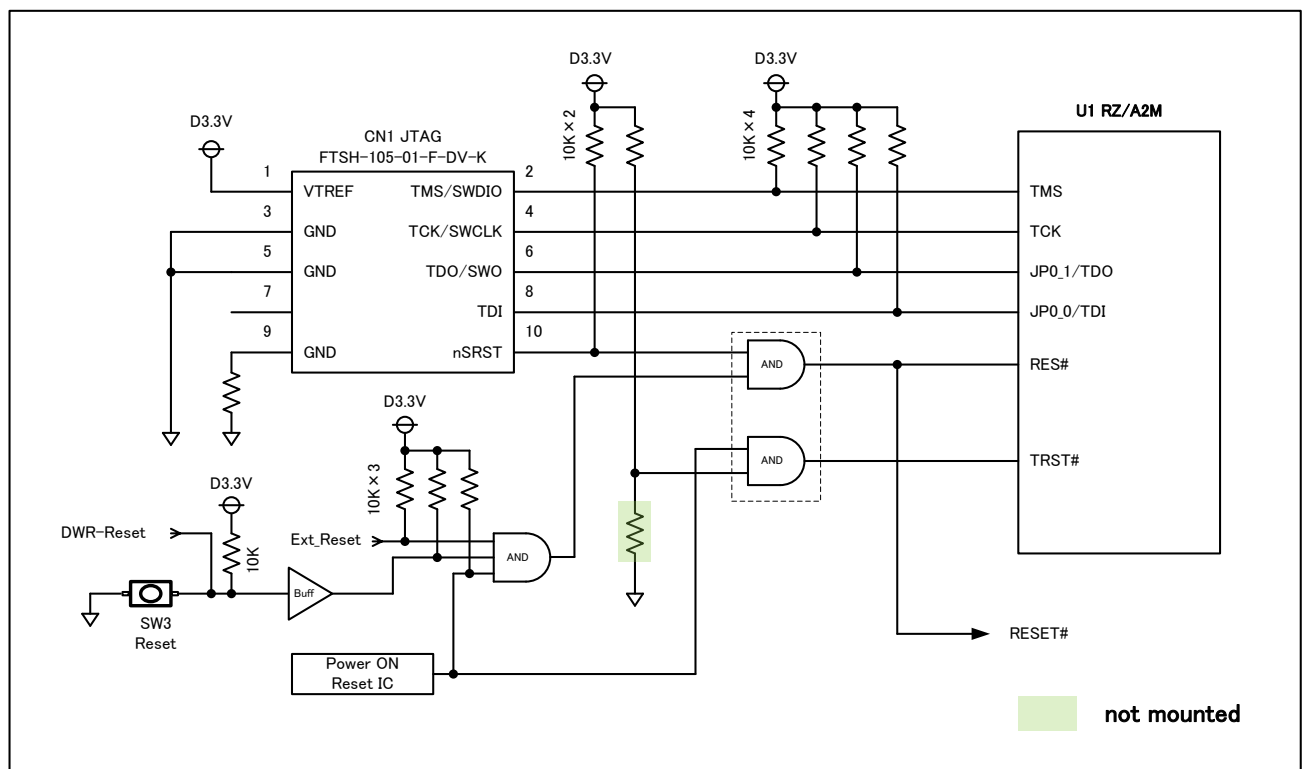 D3.3V
D3.3V
U1 RZ/A2M
D3.3V
10K×2
10K×4
CN1 JTAG
FTSH-105-01-F-DV-K
1
2
VTREF
TMS/SWDIO
TMS
3
4
GND
TCK/SWCLK
TCK
5
6
GND
TDO/SWO
JP0_1/TDO
7
8
TDI
JP0_0/TDI
9
10
GND
nSRST
AND
RES#
D3.3V
AND
TRST#
10K×3
D3.3V
DWR-Reset
10K
Ext_Reset
AND
Buff
SW3
Reset
RESET#
Power ON
Reset IC
not mounted